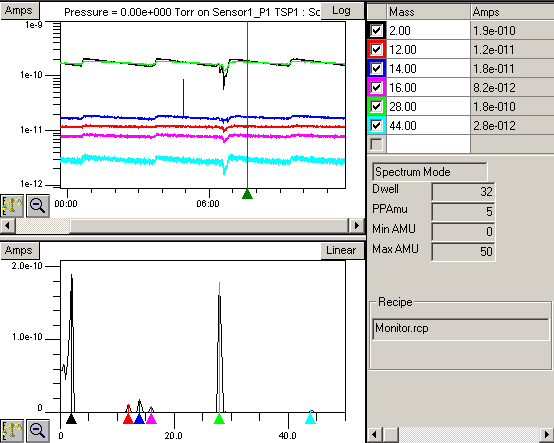 Amps
Pressure = 0.00e+000 Torr on Sensor1_P1 TSP1 : Sc
Log
1e-9
1e-10
1e-11
1e-12
00:00
06:00
Amps
Linear
2.0e-10
1.0e-10
0
0
20.0
40.0
Mass Amps
2.00 1.9e-010
12.00 1.2e-011
14.00 1.8e-011
16.00 8.2e-012
28.00 1.8e-010
44.00 2.8e-012
Spectrum Mode
Dwell 32
PPAmu 5
Min AMU 0
Max AMU 50
Recipe
Monitor.rcp